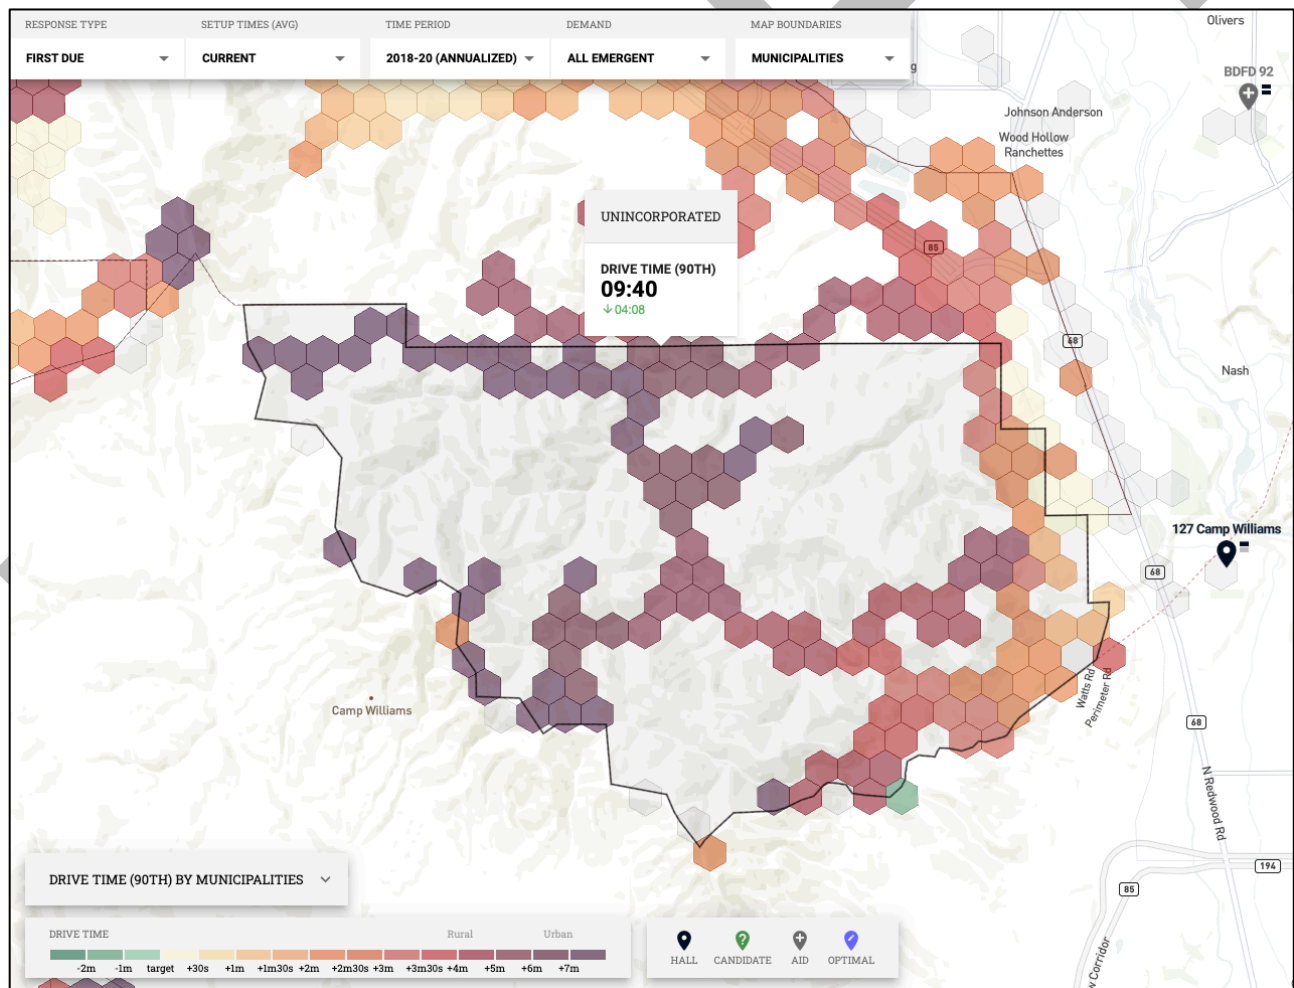 RESPONSE TYPE
SETUP TIMES (AVG)
TIME PERIOD
DEMAND
MAP BOUNDARIES
FIRST DUE
CURRENT
2018-20 (ANNUALIZED)
ALL EMERGENT
MUNICIPALITIES
Olivers
g
BDFD 92
Johnson Anderson
Wood Hollow
Ranchettes
UNINCORPORATED
DRIVE TIME (90TH)
09:40
↓04:08
85
68
Nash
127 Camp Williams
68
Camp Williams
Watts Rd
Perimeter Rd
68
N Redwood Rd
194
85
w Corridor
DRIVE TIME (90TH) BY MUNICIPALITIES
DRIVE TIME
Rural
Urban
-2m -1m target +30s +1m +1m30s +2m +2m30s +3m +3m30s +4m +5m +6m +7m
HALL
CANDIDATE
AID
OPTIMAL